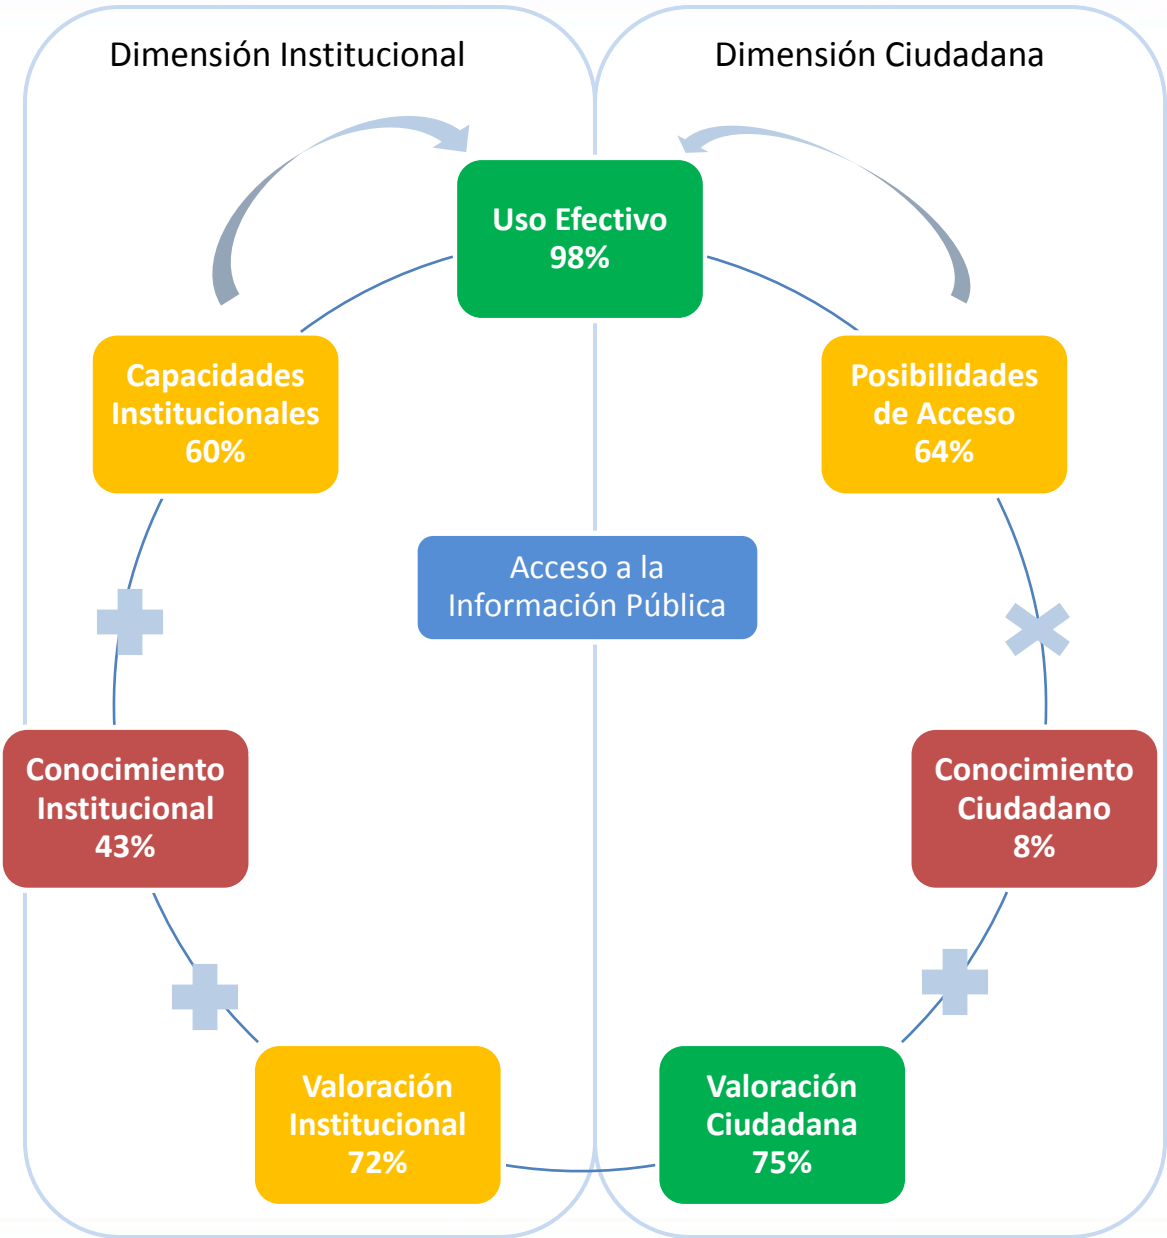 Dimensión Institucional
Dimensión Ciudadana
Uso Efectivo
98%
Capacidades
Institucionales
60%
Posibilidades
de Acceso
64%
Acceso a la
Información Pública
Conocimiento
Institucional
43%
Conocimiento
Ciudadano
8%
Valoración
Institucional
72%
Valoración
Ciudadana
75%